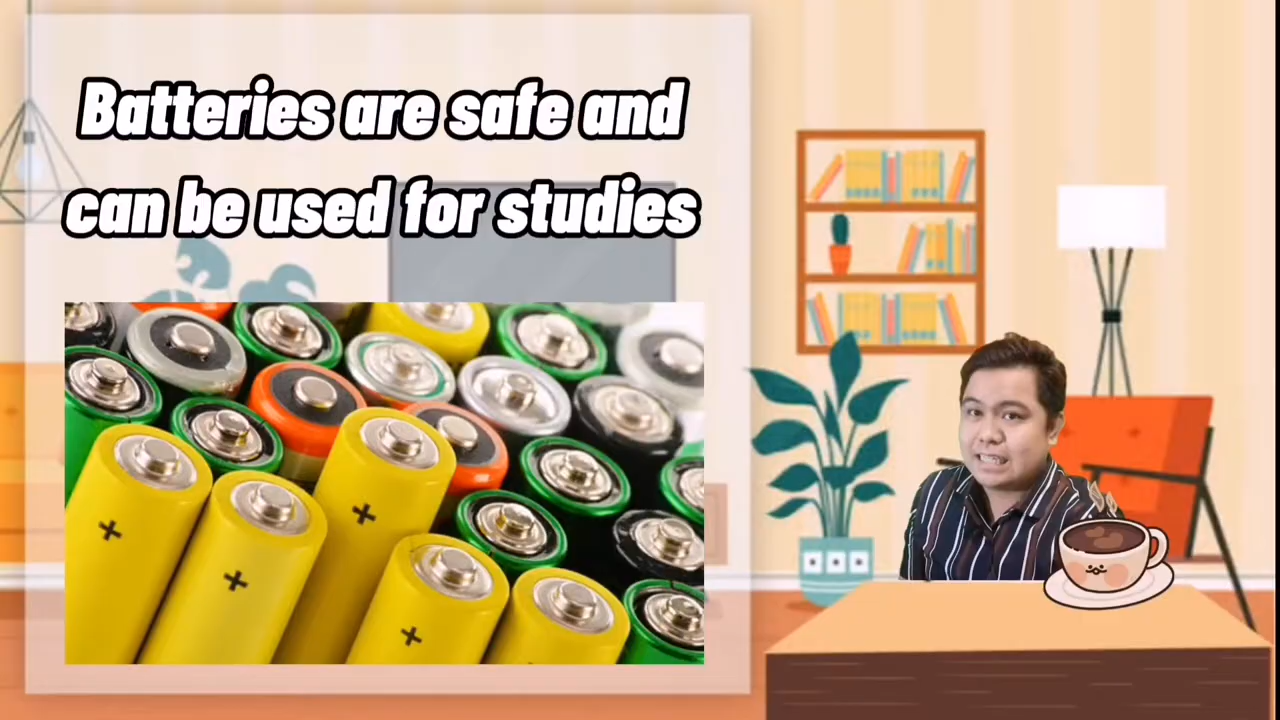 Batteries are safe and
can be used for studies
+
+
+
+